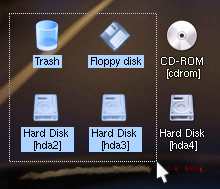 Trash
Floppy disk
CD-ROM
[cdrom]
Hard Disk
[hda2]
Hard Disk
[hda3]
Hard Disk
[hda4]